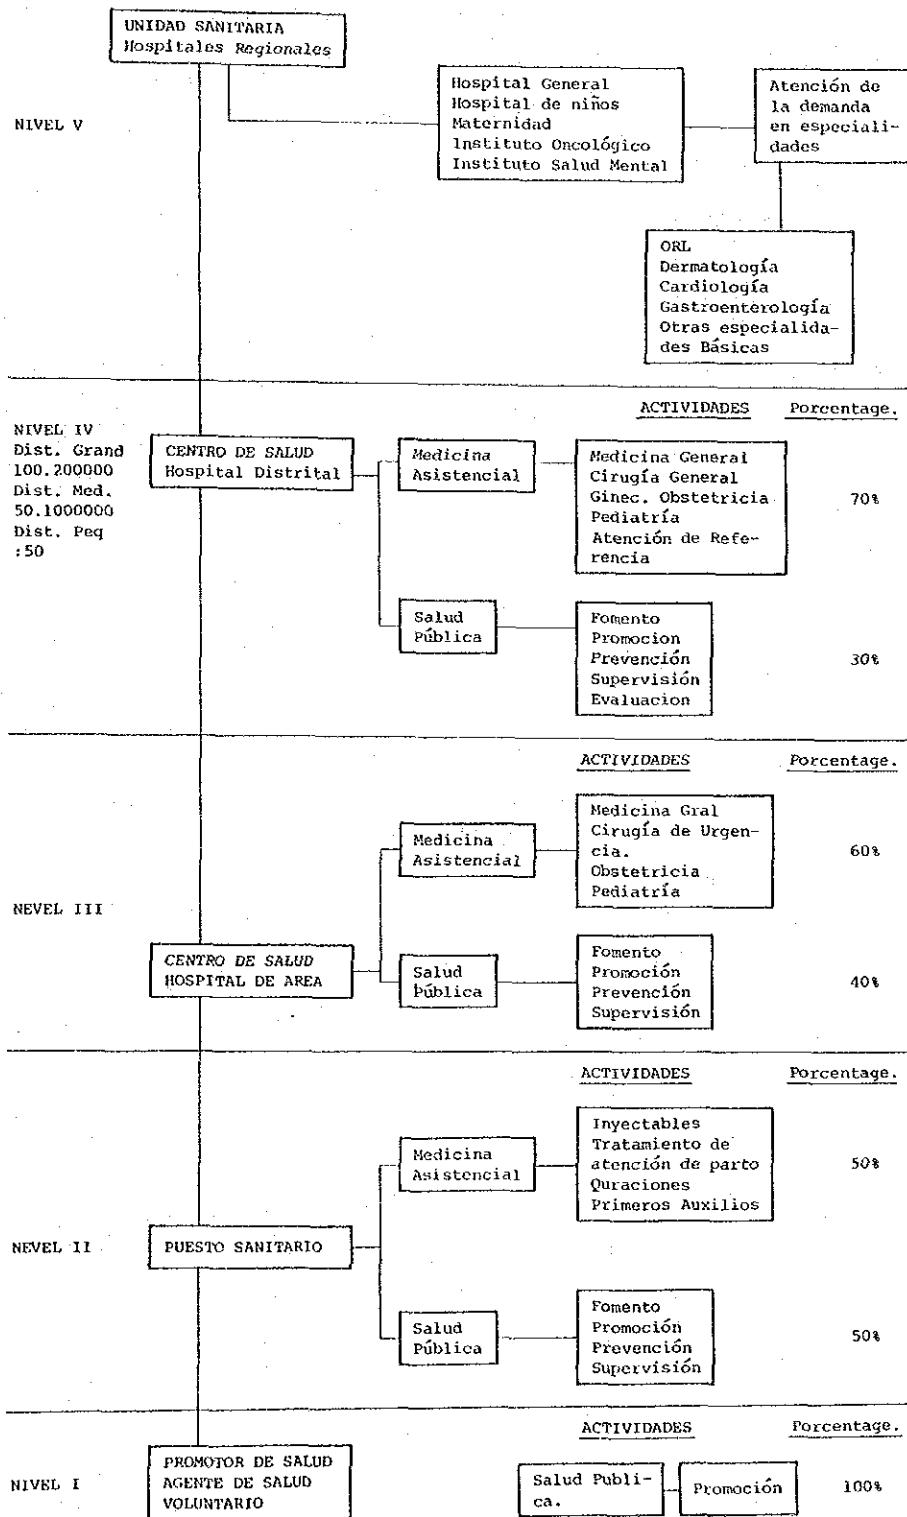 UNIDAD SANITARIA
Hospitales Regionales
NIVEL V
Hospital General
Hospital de niños
Maternidad
Instituto Oncológico
Instituto Salud Mental
Atención de
la demanda
en especiali-
dades
ORL
Dermatología
Cardiología
Gastroenterología
Otras especialida-
des Básicas
ACTIVIDADES Porcentage.
NIVEL IV
Dist. Grand
100.200000
Dist. Med.
50.1000000
Dist. Peq
:50
CENTRO DE SALUD
Hospital Distrital
Medicina
Asistencial
Medicina General
Cirugía General
Ginec. Obstetricia
Pediatría
Atención de Refe-
rencia
70%
Salud
Pública
Fomento
Promocion
Prevención
Supervisión
Evaluacion
30%
ACTIVIDADES Porcentage.
NEVEL III
CENTRO DE SALUD
HOSPITAL DE AREA
Medicina
Asistencial
Medicina Gral
Cirugía de Urgen-
cia.
Obstetricia
Pediatría
60%
Salud
Pública
Fomento
Promoción
Prevención
Supervisión
40%
ACTIVIDADES Porcentage.
NEVEL II
PUESTO SANITARIO
Medicina
Asistencial
Inyectables
Tratamiento de
atención de parto
Quraciones
Primeros Auxilios
50%
Salud
Pública
Fomento
Promoción
Prevención
Supervisión
50%
ACTIVIDADES Porcentage.
NIVEL I
PROMOTOR DE SALUD
AGENTE DE SALUD
VOLUNTARIO
Salud Publi-
ca.
Promoción
100%